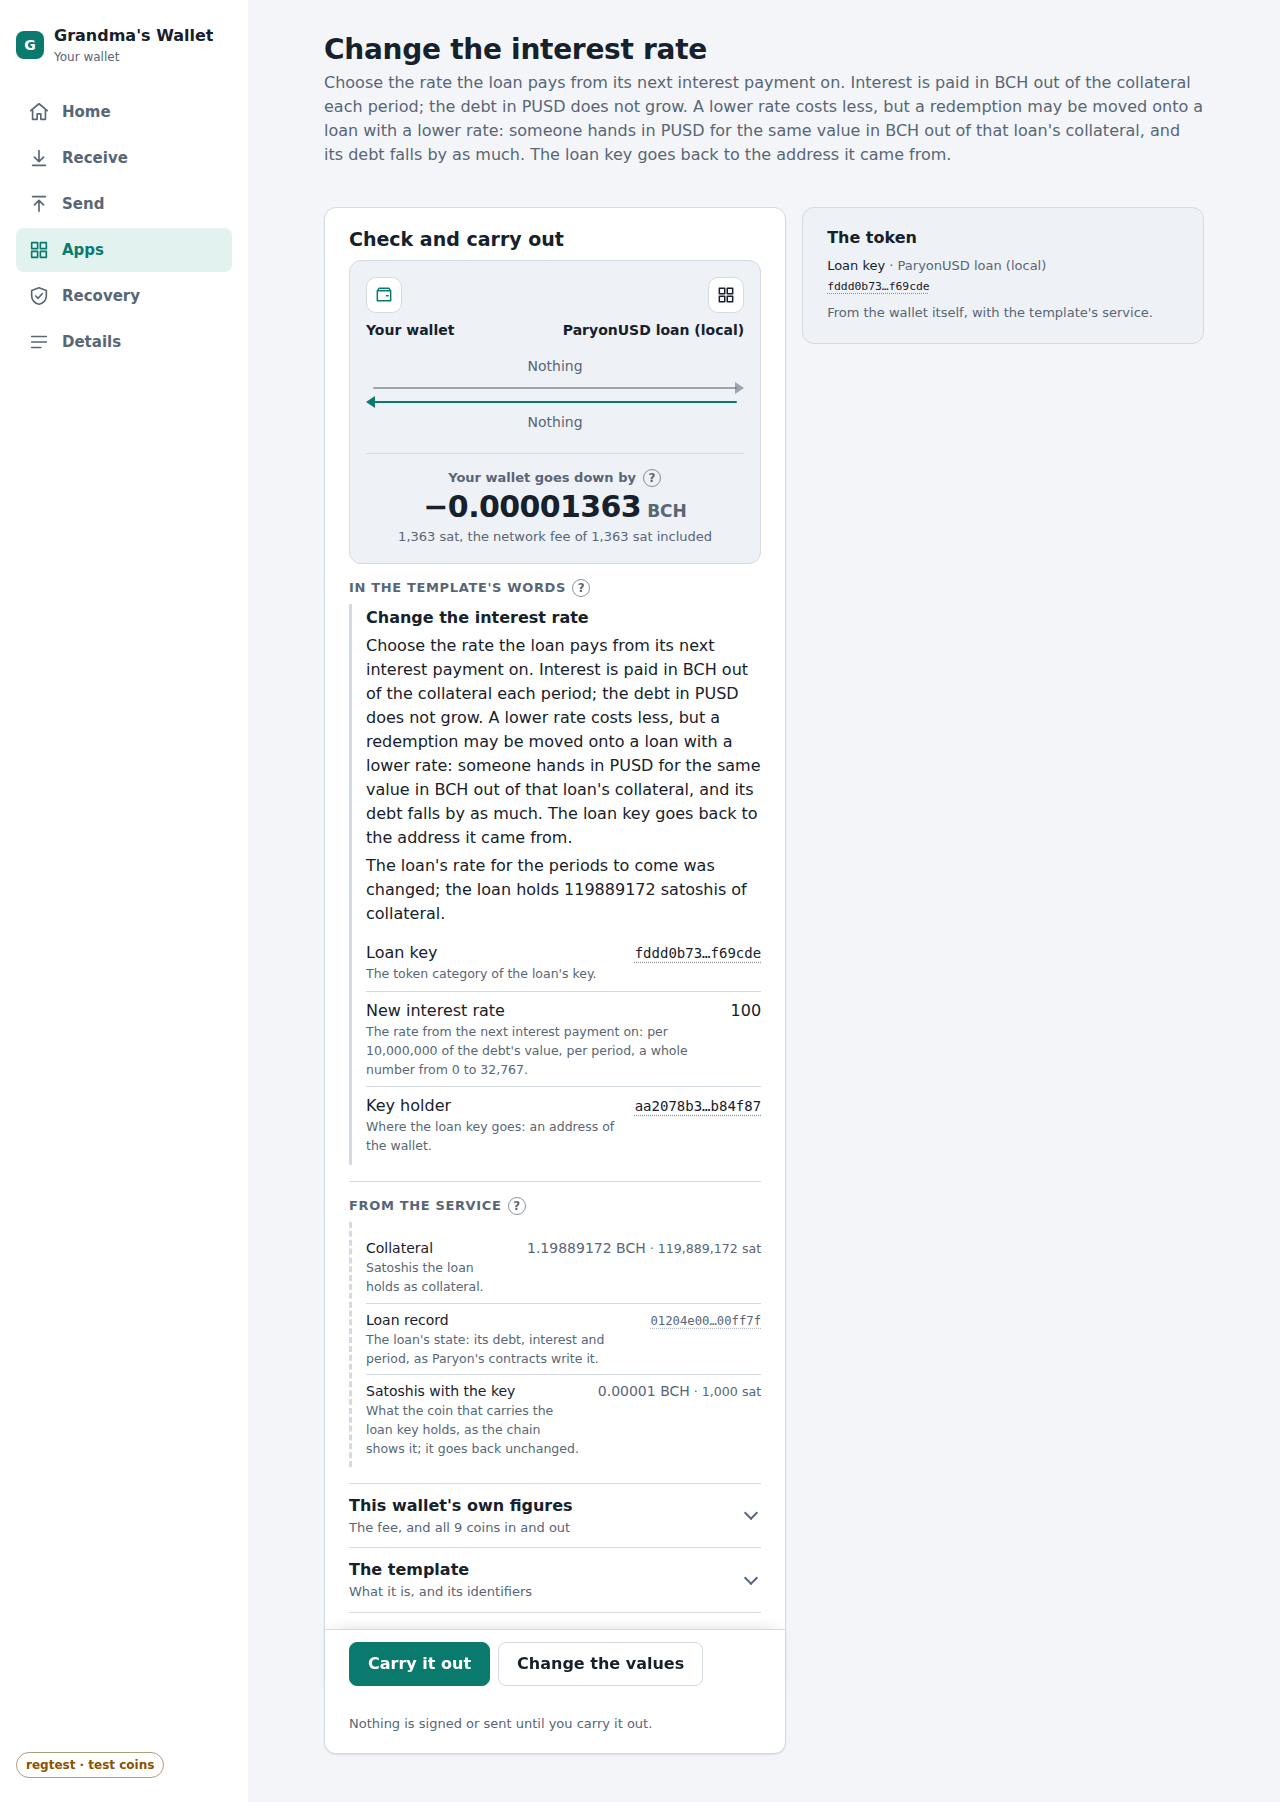 G
Grandma's Wallet
Your wallet
Home
Receive
Send
Apps
Recovery
Details
regtest · test coins
Change the interest rate
Choose the rate the loan pays from its next interest payment on. Interest is paid in BCH out of the collateral
each period; the debt in PUSD does not grow. A lower rate costs less, but a redemption may be moved onto a
loan with a lower rate: someone hands in PUSD for the same value in BCH out of that loan's collateral, and
its debt falls by as much. The loan key goes back to the address it came from.
Check and carry out
Your wallet
ParyonUSD loan (local)
Nothing
Nothing
Your wallet goes down by ?
−0.00001363 BCH
1,363 sat, the network fee of 1,363 sat included
IN THE TEMPLATE'S WORDS ?
Change the interest rate
Choose the rate the loan pays from its next
interest payment on. Interest is paid in BCH out
of the collateral each period; the debt in PUSD
does not grow. A lower rate costs less, but a
redemption may be moved onto a loan with a
lower rate: someone hands in PUSD for the same
value in BCH out of that loan's collateral, and its
debt falls by as much. The loan key goes back to
the address it came from.
The loan's rate for the periods to come was
changed; the loan holds 119889172 satoshis of
collateral.
Loan key
fddd0b73…f69cde
The token category of the loan's key.
New interest rate
100
The rate from the next interest payment on: per
10,000,000 of the debt's value, per period, a whole
number from 0 to 32,767.
Key holder
aa2078b3…b84f87
Where the loan key goes: an address of
the wallet.
FROM THE SERVICE ?
Collateral
1.19889172 BCH · 119,889,172 sat
Satoshis the loan
holds as collateral.
Loan record
01204e00…00ff7f
The loan's state: its debt, interest and
period, as Paryon's contracts write it.
Satoshis with the key
0.00001 BCH · 1,000 sat
What the coin that carries the
loan key holds, as the chain
shows it; it goes back unchanged.
This wallet's own figures
The fee, and all 9 coins in and out
The template
What it is, and its identifiers
Carry it out
Change the values
Nothing is signed or sent until you carry it out.
The token
Loan key · ParyonUSD loan (local)
fddd0b73…f69cde
From the wallet itself, with the template's service.